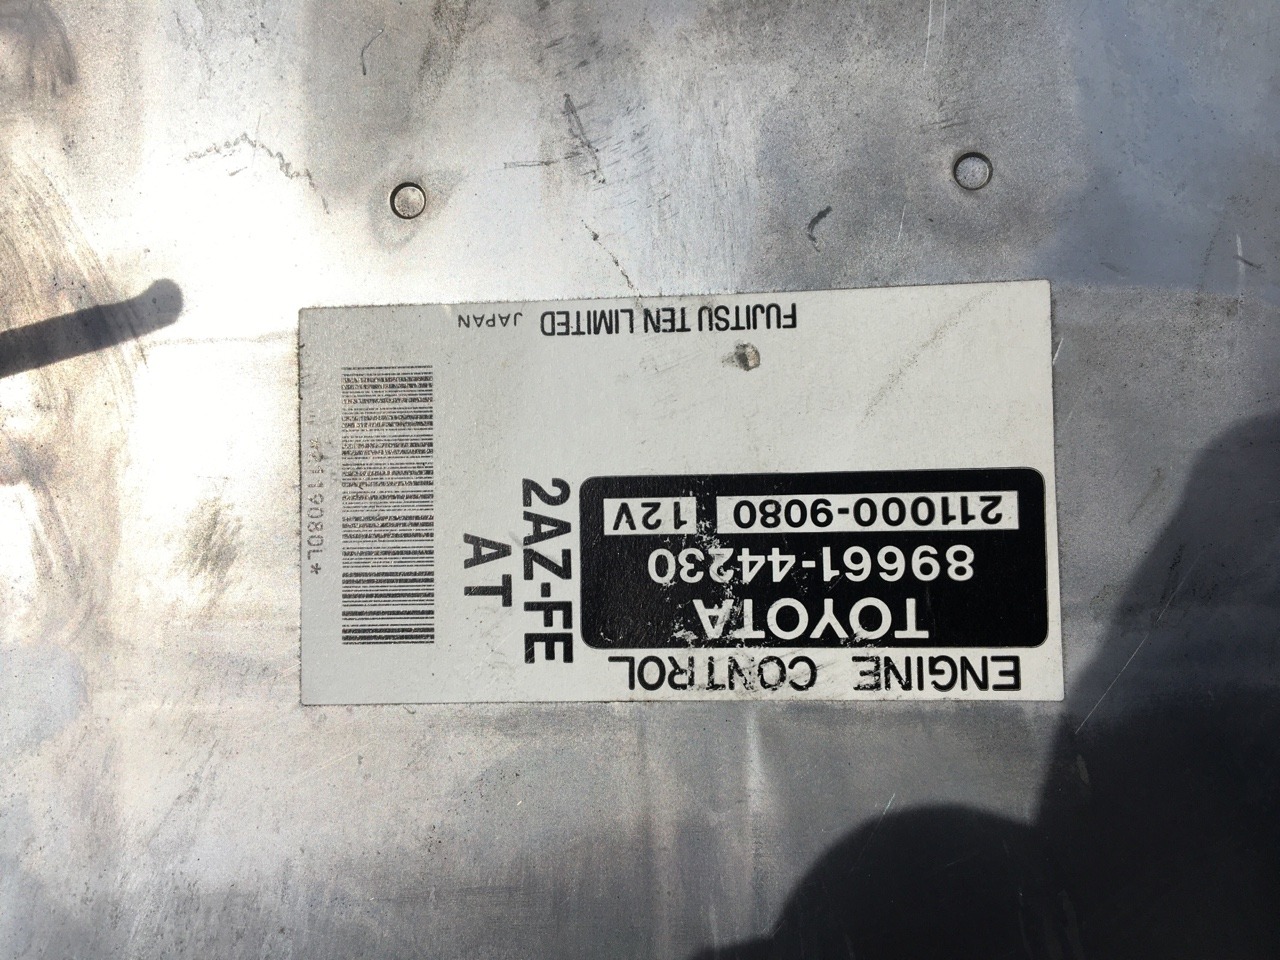 ENGINE CONTROL
TOYOTA
89661-44230
211000-9080 12V
2AZ-FE
AT
FUJITSU TEN LIMITED JAPAN